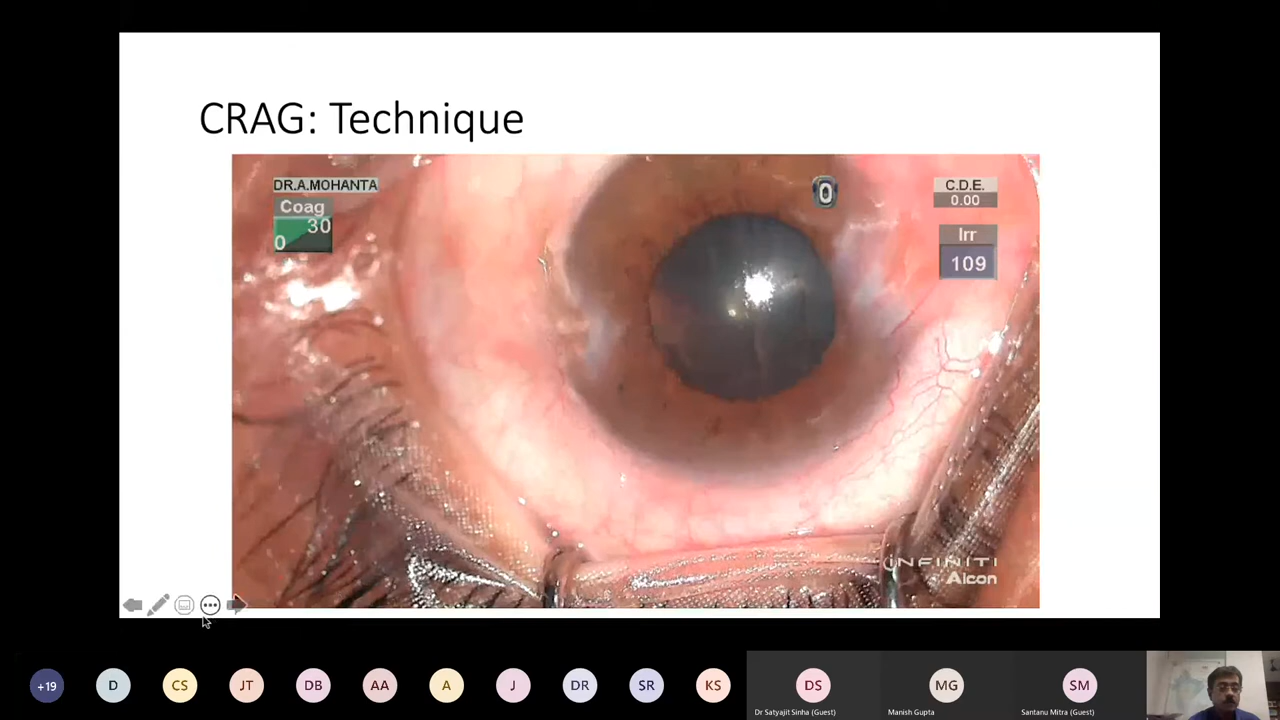 CRAG: Technique
DR.A.MOHANTA
Coag
30
0
0
C.D.E.
0.00
Irr
109
INFINITI
Alcon
+19
D
CS
JT
DB
AA
A
J
DR
SR
KS
DS
MG
SM
Dr Satyajit Sinha (Guest)
Manish Gupta
Santanu Mitra (Guest)